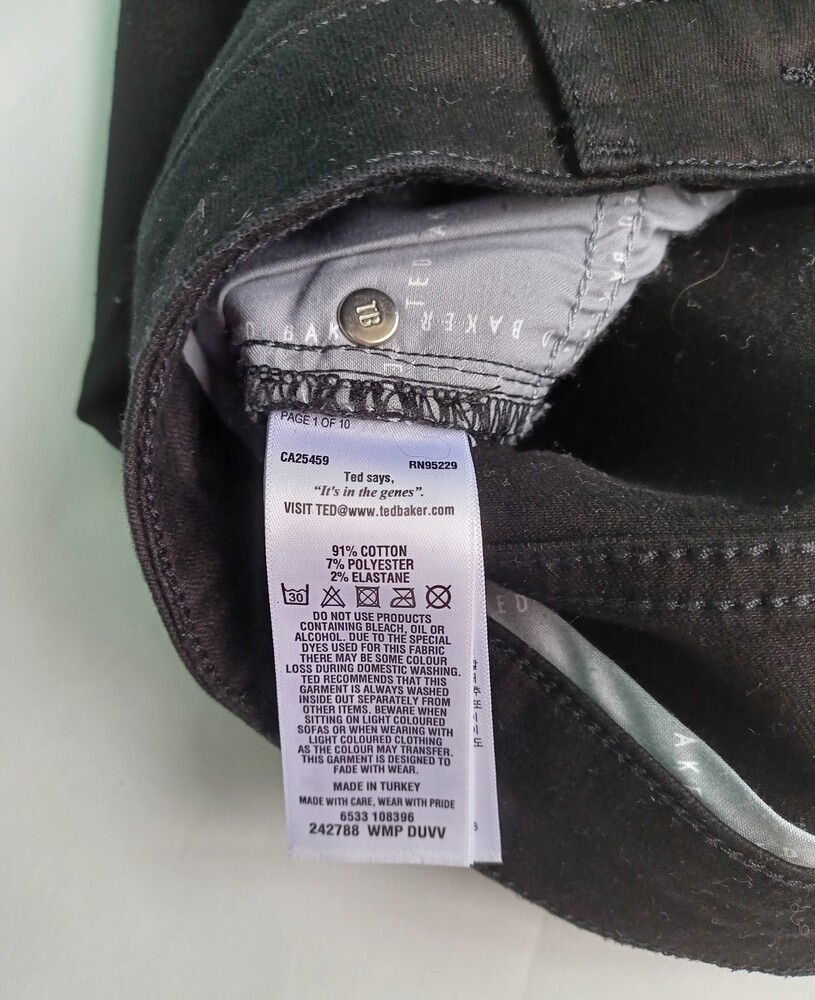 TED
BAKER
BAKER
TB
PAGE 1 OF 10
CA25459 RN95229
Ted says,
“It's in the genes”.
VISIT TED@www.tedbaker.com
91% COTTON
7% POLYESTER
2% ELASTANE
30
DO NOT USE PRODUCTS
CONTAINING BLEACH, OIL OR
ALCOHOL. DUE TO THE SPECIAL
DYES USED FOR THIS FABRIC
THERE MAY BE SOME COLOUR
LOSS DURING DOMESTIC WASHING.
TED RECOMMENDS THAT THIS
GARMENT IS ALWAYS WASHED
INSIDE OUT SEPARATELY FROM
OTHER ITEMS. BEWARE WHEN
SITTING ON LIGHT COLOURED
SOFAS OR WHEN WEARING WITH
LIGHT COLOURED CLOTHING
AS THE COLOUR MAY TRANSFER.
THIS GARMENT IS DESIGNED TO
FADE WITH WEAR.
MADE IN TURKEY
MADE WITH CARE, WEAR WITH PRIDE
6533 108396
242788 WMP DUVV